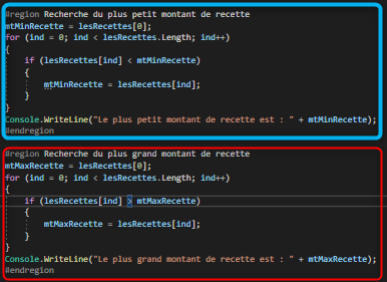 #region Recherche du plus petit montant de recette
mtMinRecette = lesRecettes[0];
for (ind = 0; ind < lesRecettes.Length; ind++)
{
if (lesRecettes[ind] < mtMinRecette)
{
mtMinRecette = lesRecettes[ind];
}
}
Console.WriteLine("Le plus petit montant de recette est : " + mtMinRecette);
#endregion
#region Recherche du plus grand montant de recette
mtMaxRecette = lesRecettes[0];
for (ind = 0; ind < lesRecettes.Length; ind++)
{
if (lesRecettes[ind] > mtMaxRecette)
{
mtMaxRecette = lesRecettes[ind];
}
}
Console.WriteLine("Le plus grand montant de recette est : " + mtMaxRecette);
#endregion